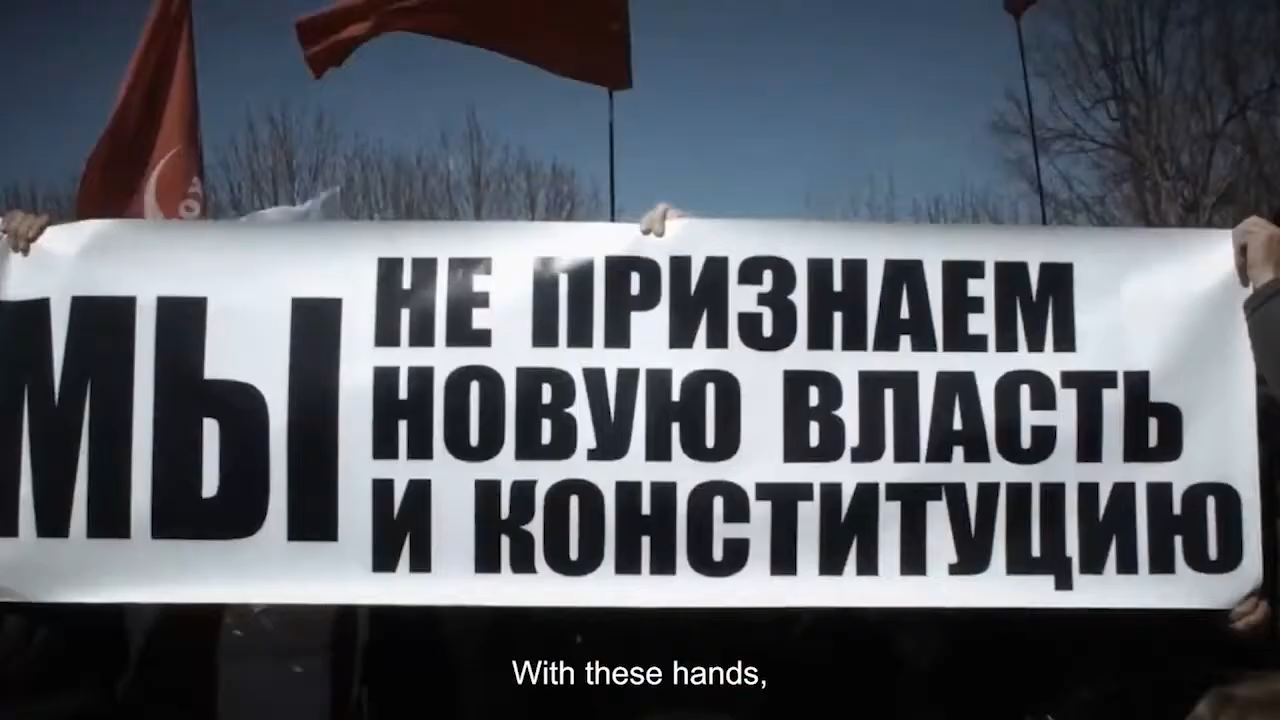 МЫ
НЕ ПРИЗНАЕМ
НОВУЮ ВЛАСТЬ
И КОНСТИТУЦИЮ
With these hands,